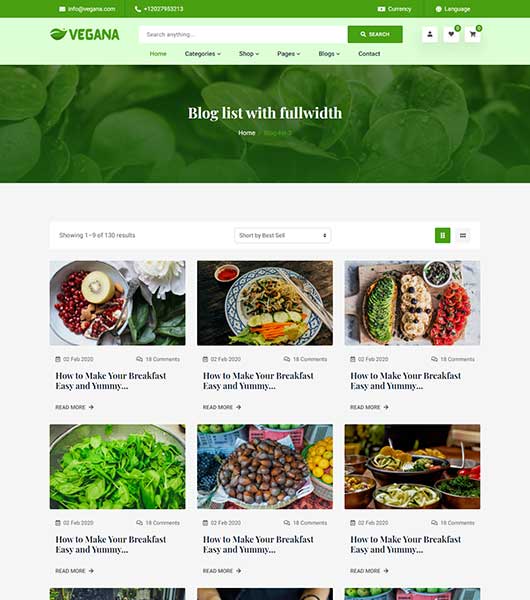 info@vegana.com
+12027953213
Currency
Language
VEGANA
Search anything...
SEARCH
0
0
Home
Categories
Shop
Pages
Blogs
Contact
Blog list with fullwidth
Home
Showing 1–9 of 130 results
Short by Best Sell
02 Feb 2020
18 Comments
02 Feb 2020
18 Comments
02 Feb 2020
18 Comments
How to Make Your Breakfast
Easy and Yummy...
How to Make Your Breakfast
Easy and Yummy...
How to Make Your Breakfast
Easy and Yummy...
READ MORE
READ MORE
READ MORE
02 Feb 2020
18 Comments
02 Feb 2020
18 Comments
02 Feb 2020
18 Comments
How to Make Your Breakfast
Easy and Yummy...
How to Make Your Breakfast
Easy and Yummy...
How to Make Your Breakfast
Easy and Yummy...
READ MORE
READ MORE
READ MORE